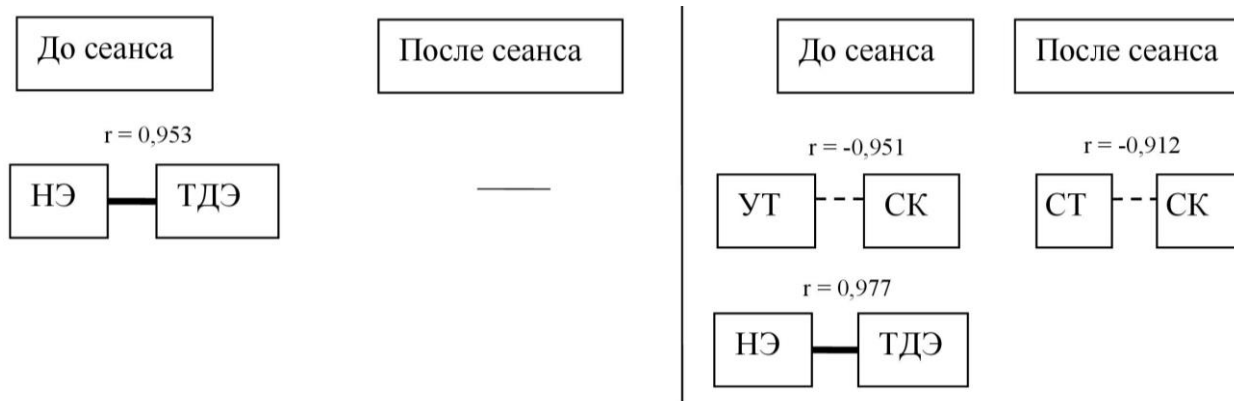 До сеанса
После сеанса
r = 0,953
НЭ
ТДЭ
До сеанса
После сеанса
r = -0,951
r = -0,912
УТ
СК
СТ
СК
r = 0,977
НЭ
ТДЭ